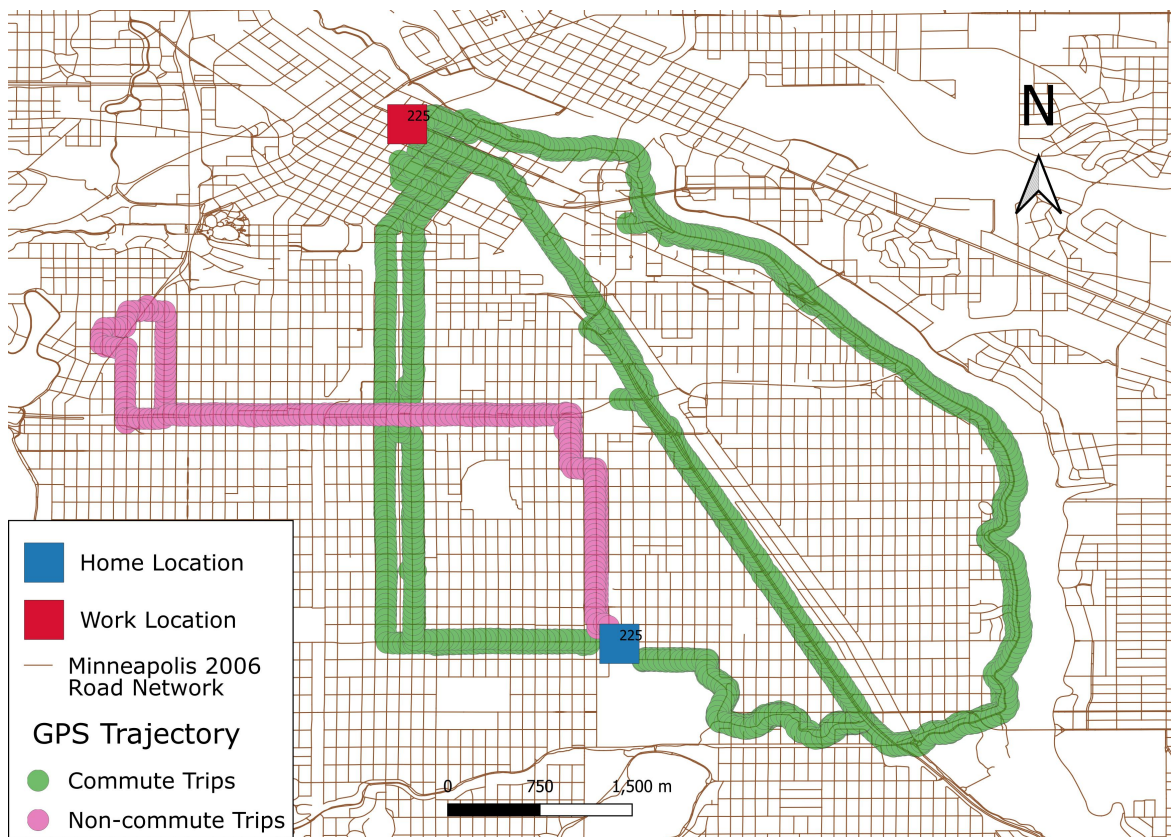 225
N
225
Home Location
Work Location
Minneapolis 2006
Road Network
GPS Trajectory
Commute Trips
Non-commute Trips
0 750 1,500 m